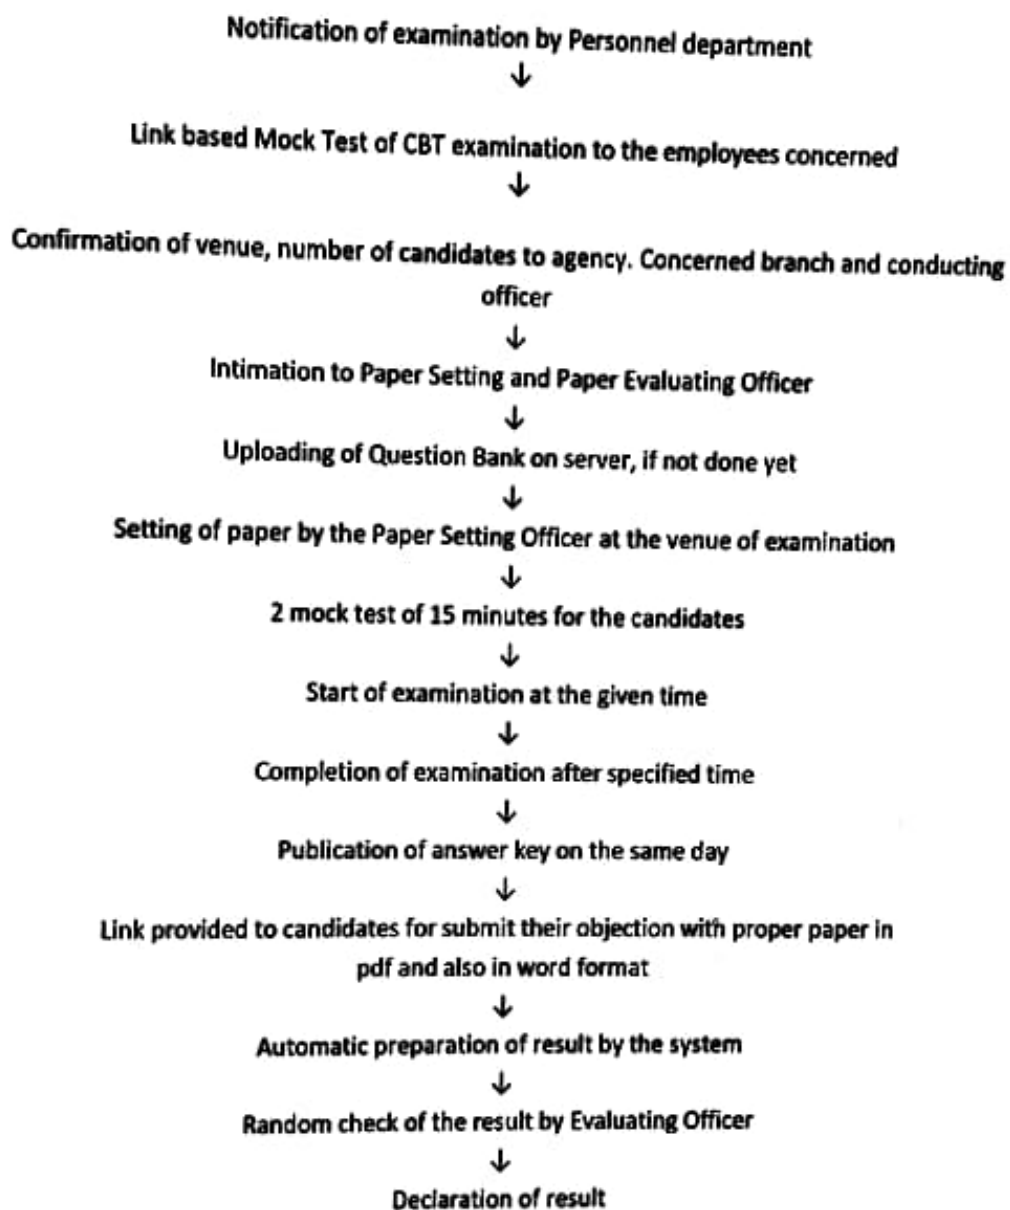 Notification of examination by Personnel department
↓
Link based Mock Test of CBT examination to the employees concerned
↓
Confirmation of venue, number of candidates to agency. Concerned branch and conducting
officer
↓
Intimation to Paper Setting and Paper Evaluating Officer
↓
Uploading of Question Bank on server, if not done yet
↓
Setting of paper by the Paper Setting Officer at the venue of examination
↓
2 mock test of 15 minutes for the candidates
↓
Start of examination at the given time
↓
Completion of examination after specified time
↓
Publication of answer key on the same day
↓
Link provided to candidates for submit their objection with proper paper in
pdf and also in word format
↓
Automatic preparation of result by the system
↓
Random check of the result by Evaluating Officer
↓
Declaration of result